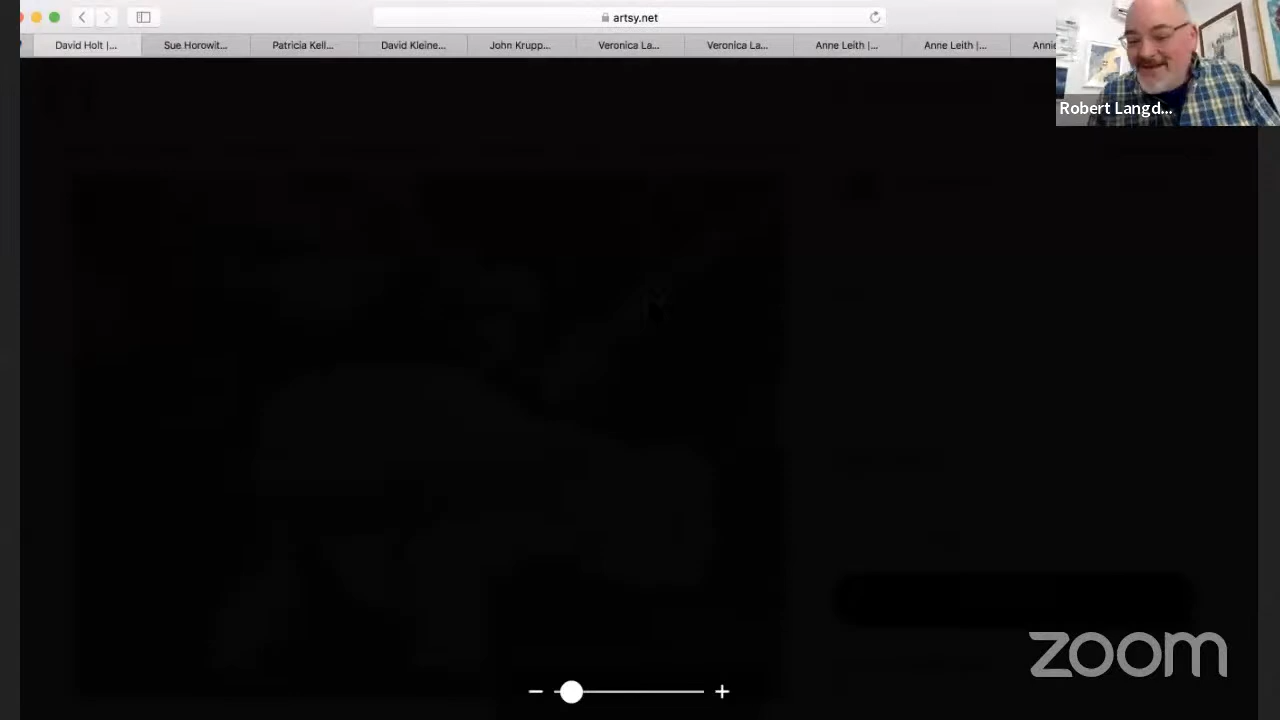 artsy.net
David Holt |...
Sue Horowit...
Patricia Kell...
David Kleine...
John Krupp...
Veronica La...
Veronica La...
Anne Leith |...
Anne Leith |...
Annie
Robert Langd...
zoom